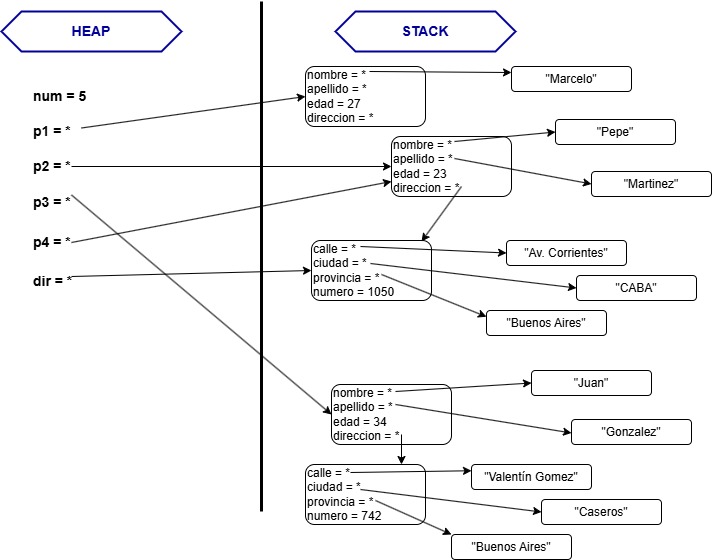 HEAP
STACK
num = 5
p1 = *
p2 = *
p3 = *
p4 = *
dir = *
nombre = *
apellido = *
edad = 27
direccion = *
"Marcelo"
nombre = *
apellido = *
edad = 23
direccion = *
"Pepe"
"Martinez"
calle = *
ciudad = *
provincia = *
numero = 1050
"Av. Corrientes"
"CABA"
"Buenos Aires"
nombre = *
apellido = *
edad = 34
direccion = *
"Juan"
"Gonzalez"
calle = *
ciudad = *
provincia = *
numero = 742
"Valentín Gomez"
"Caseros"
"Buenos Aires"